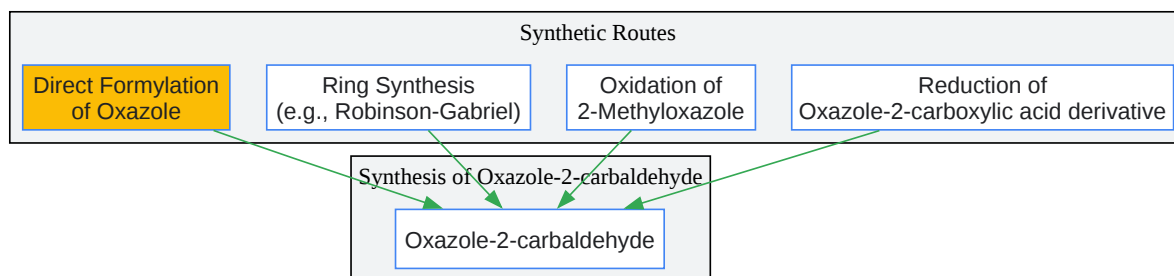 Synthetic Routes
Direct Formylation
of Oxazole
Ring Synthesis
(e.g., Robinson-Gabriel)
Oxidation of
2-Methyloxazole
Reduction of
Oxazole-2-carboxylic acid derivative
Synthesis of Oxazole-2-carbaldehyde
Oxazole-2-carbaldehyde